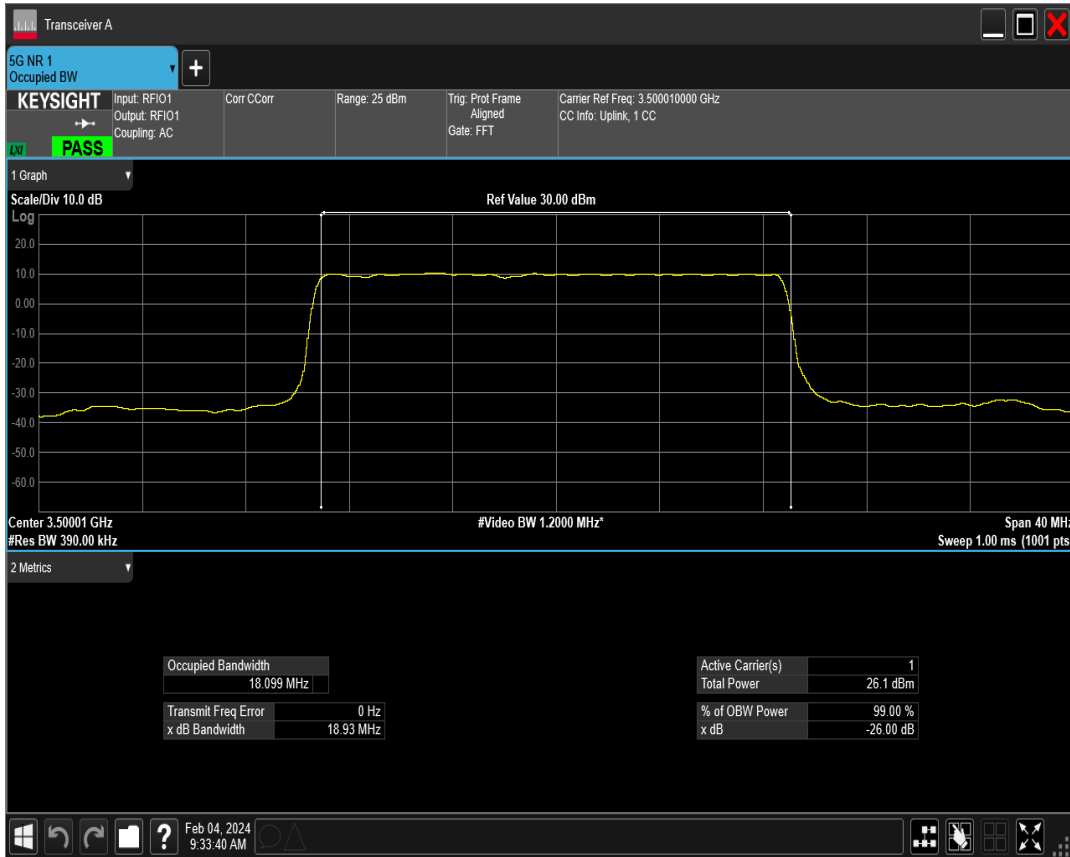 Transceiver A
5G NR 1
Occupied BW
KEYSIGHT
LXI
PASS
Input: RFIO1
Output: RFIO1
Coupling: AC
Corr CCorr
Range: 25 dBm
Trig: Prot Frame
Aligned
Gate: FFT
Carrier Ref Freq: 3.500010000 GHz
CC Info: Uplink, 1 CC
1 Graph
Scale/Div 10.0 dB
Ref Value 30.00 dBm
Log
20.0
10.0
0.00
-10.0
-20.0
-30.0
-40.0
-50.0
-60.0
Center 3.50001 GHz
#Video BW 1.2000 MHz*
Span 40 MHz
#Res BW 390.00 kHz
Sweep 1.00 ms (1001 pts
2 Metrics
Occupied Bandwidth
18.099 MHz
Transmit Freq Error 0 Hz
x dB Bandwidth 18.93 MHz
Active Carrier(s) 1
Total Power 26.1 dBm
% of OBW Power 99.00 %
x dB -26.00 dB
?
Feb 04, 2024
9:33:40 AM